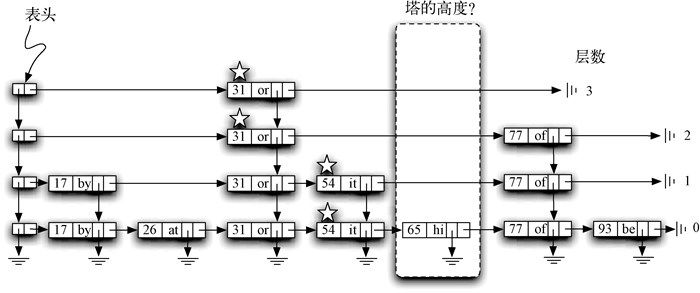 表头
塔的高度?
层数
31 or
3
31 or
77 of
2
17 by
31 or
54 it
77 of
1
17 by
26 at
31 or
54 it
65 hi
77 of
93 be
0